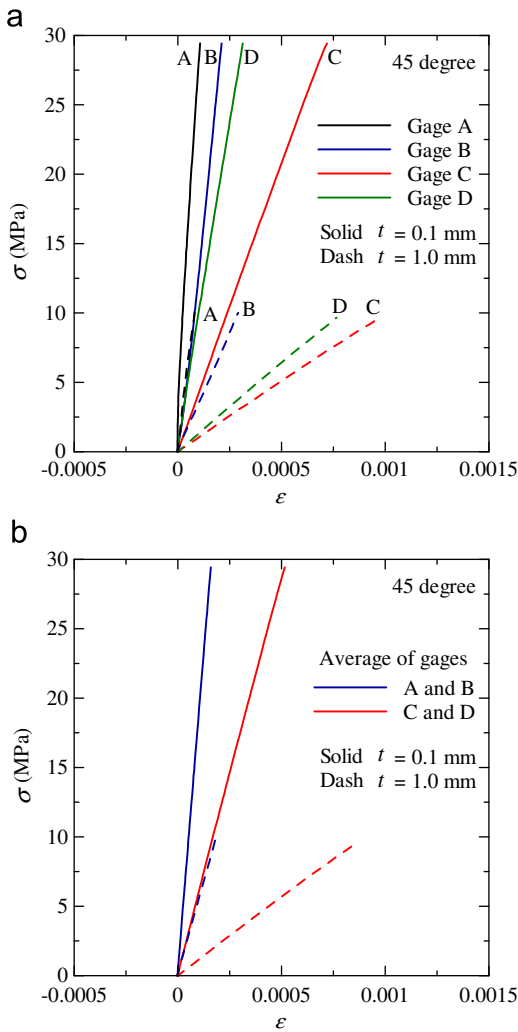 a
30
25
20
15
10
5
0
σ (MPa)
A B D C
45 degree
Gage A
Gage B
Gage C
Gage D
Solid t = 0.1 mm
Dash t = 1.0 mm
A B D C
-0.0005 0 0.0005 0.001 0.0015
ε
b
30
25
20
15
10
5
0
σ (MPa)
45 degree
Average of gages
A and B
C and D
Solid t = 0.1 mm
Dash t = 1.0 mm
-0.0005 0 0.0005 0.001 0.0015
ε